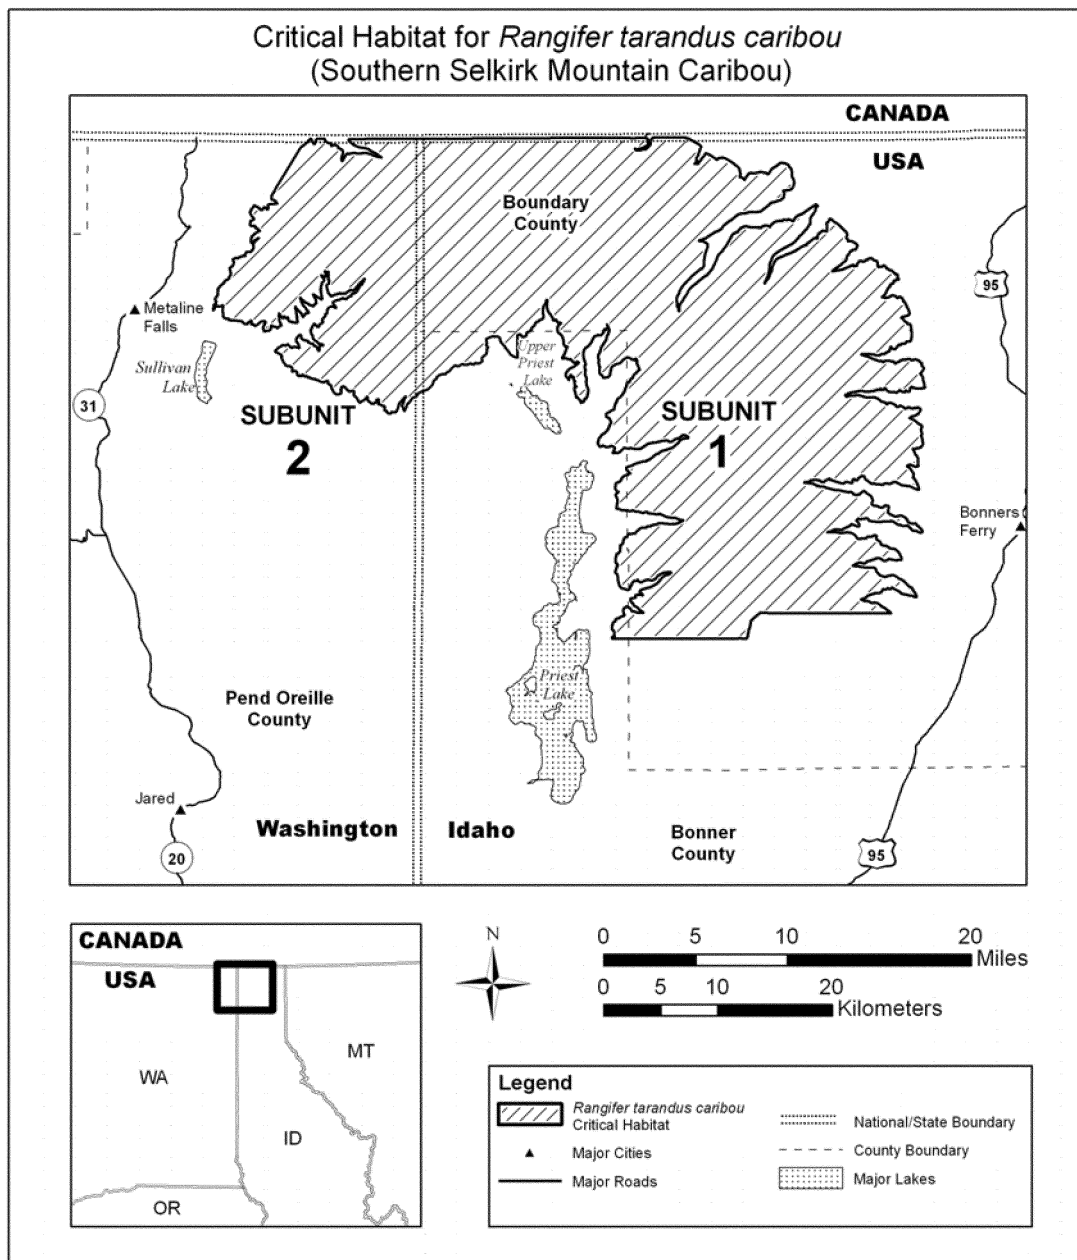 Critical Habitat for Rangifer tarandus caribou
(Southern Selkirk Mountain Caribou)
CANADA
USA
Boundary
County
95
Metaline
Falls
Upper
Priest
Lake
Sullivan
Lake
31
SUBUNIT
2
SUBUNIT
1
Bonners
Ferry
Priest
Lake
Pend Oreille
County
Jared
Washington
Idaho
Bonner
County
20
95
CANADA
USA
WA
MT
ID
OR
N
0 5 10 20
Miles
0 5 10 20
Kilometers
Legend
Rangifer tarandus caribou
Critical Habitat
Major Cities
Major Roads
National/State Boundary
County Boundary
Major Lakes